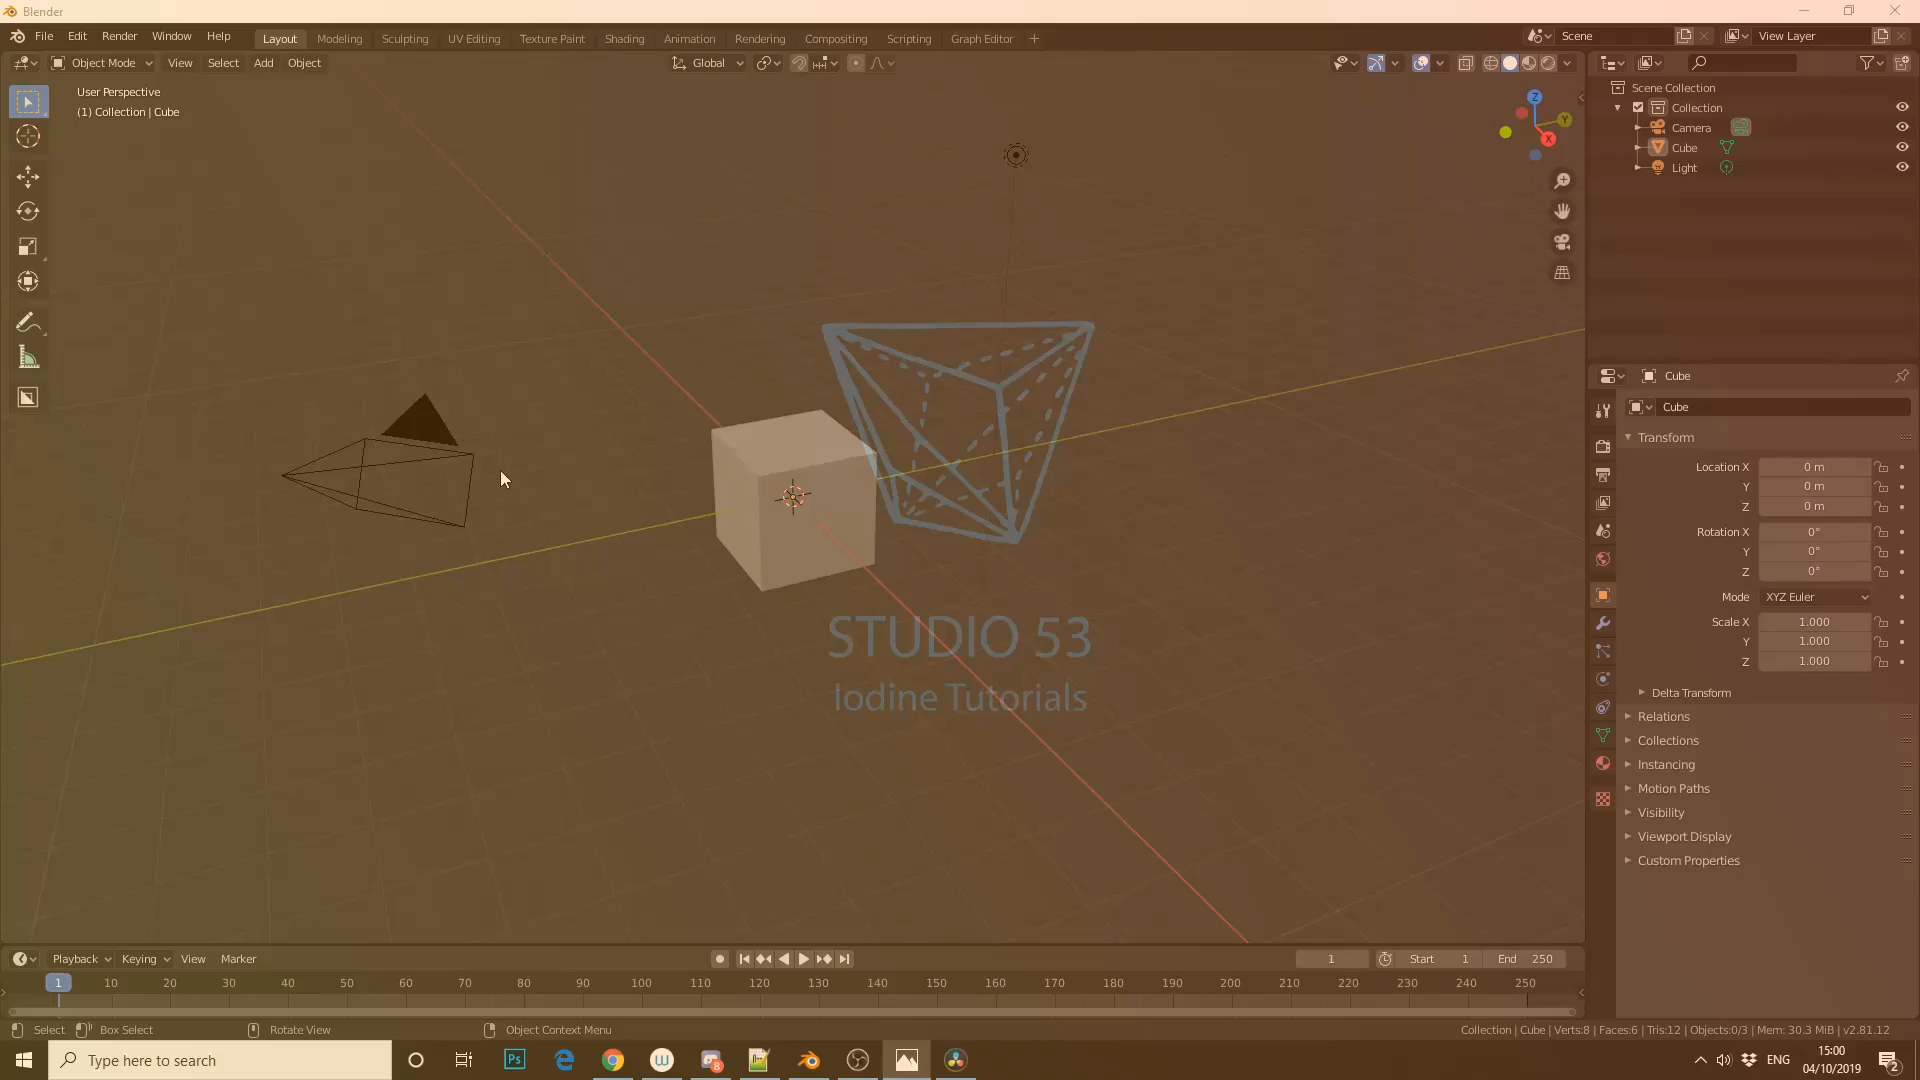 Blender
File Edit Render Window Help
Layout Modeling Sculpting UV Editing Texture Paint Shading Animation Rendering Compositing Scripting Graph Editor +
Scene
View Layer
Object Mode View Select Add Object
Global
User Perspective
(1) Collection | Cube
Z
Y
X
Scene Collection
Collection
Camera
Cube
Light
Cube
Cube
Transform
Location X 0 m
Y 0 m
Z 0 m
Rotation X 0°
Y 0°
Z 0°
Mode XYZ Euler
Scale X 1.000
Y 1.000
Z 1.000
Delta Transform
Relations
Collections
Instancing
Motion Paths
Visibility
Viewport Display
Custom Properties
STUDIO 53
Iodine Tutorials
Playback Keying View Marker
1 Start 1 End 250
1 10 20 30 40 50 60 70 80 90 100 110 120 130 140 150 160 170 180 190 200 210 220 230 240 250
Select Box Select Rotate View Object Context Menu
Collection | Cube | Verts:8 | Faces:6 | Tris:12 | Objects:0/3 | Mem: 30.3 MiB | v2.81.12
Type here to search
Ps
8
ENG
15:00
04/10/2019
2